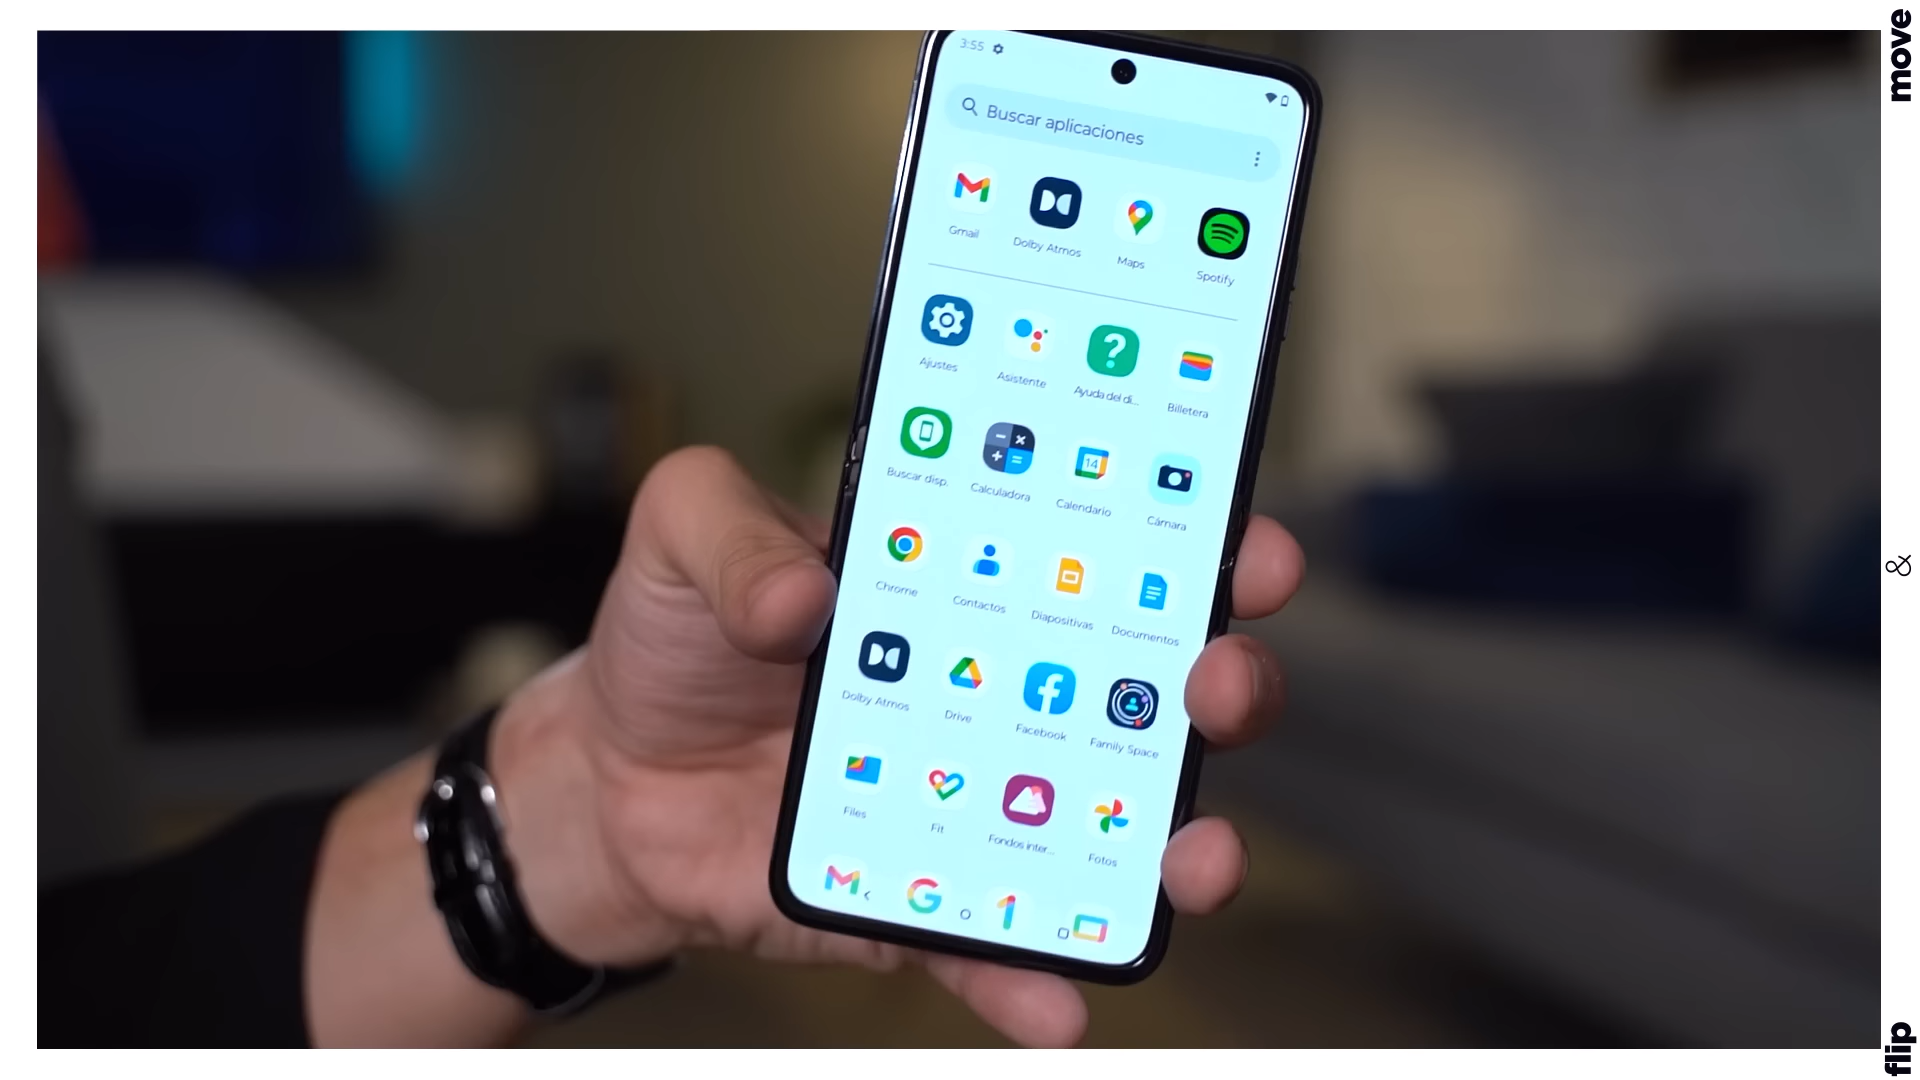 3:55
Buscar aplicaciones
Gmail
Dolby Atmos
Maps
Spotify
Ajustes
Asistente
Ayuda del di...
Billetera
Buscar disp.
Calculadora
14
Calendario
Cámara
Chrome
Contactos
Diapositivas
Documentos
Dolby Atmos
Drive
Facebook
Family Space
Files
Fit
Fondos inter...
Fotos
move
&
flip